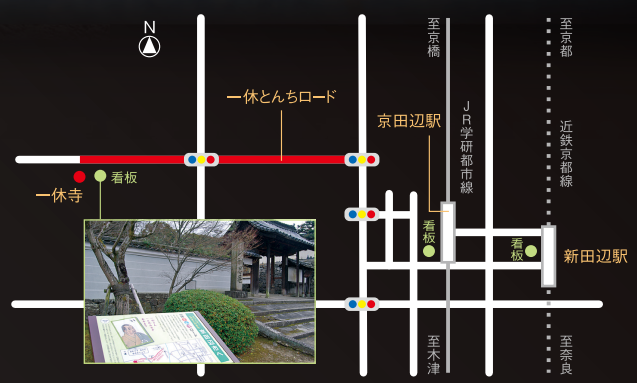 N
至京橋
至京都
一休とんちロード
京田辺駅
JR学研都市線
近鉄京都線
看板
一休寺
看板
看板
新田辺駅
至木津
至奈良